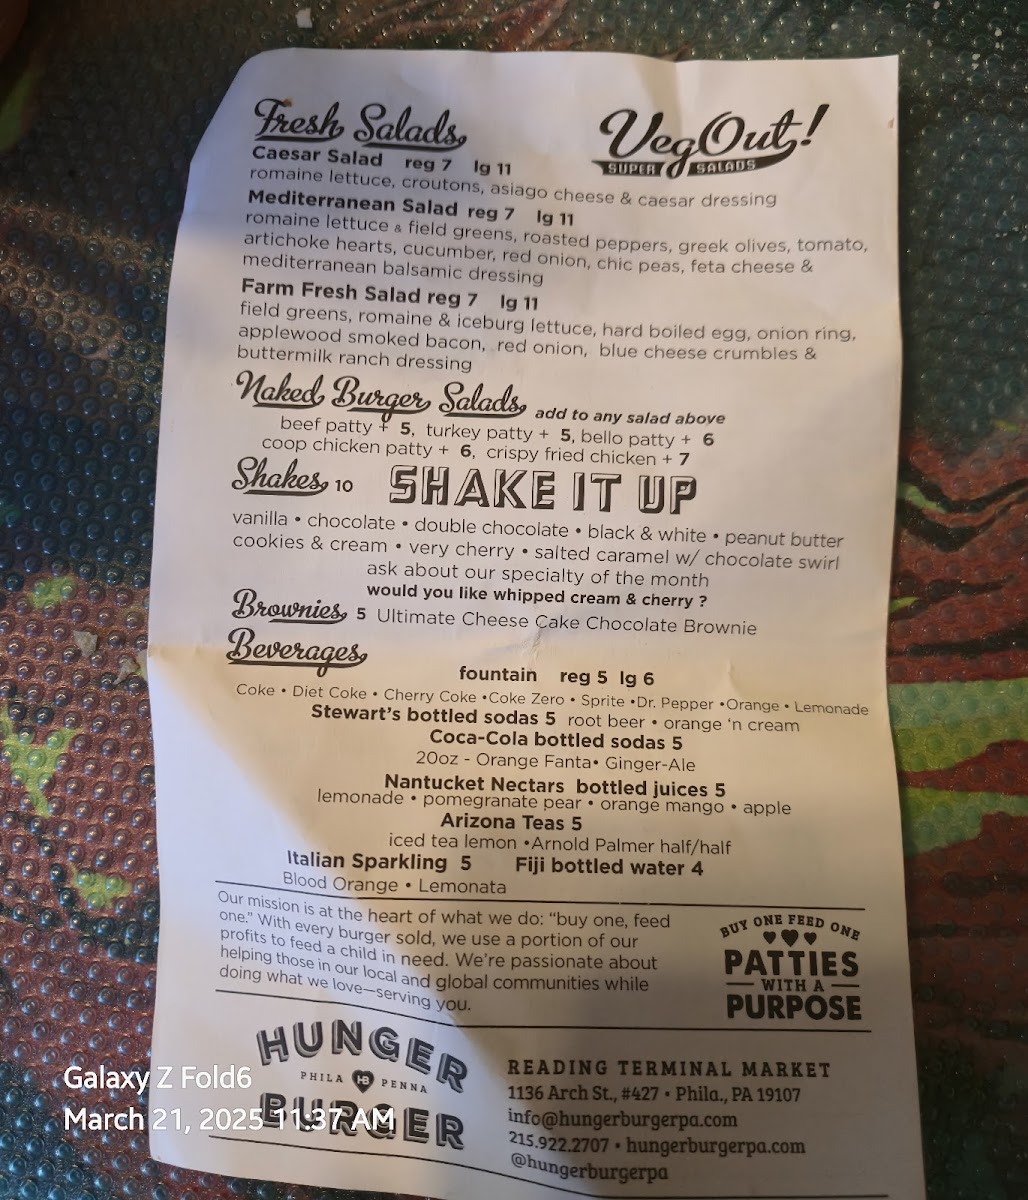 Fresh Salads
VegOut!
SUPER SALADS
Caesar Salad reg 7 lg 11
romaine lettuce, croutons, asiago cheese & caesar dressing
Mediterranean Salad reg 7 lg 11
romaine lettuce & field greens, roasted peppers, greek olives, tomato,
artichoke hearts, cucumber, red onion, chic peas, feta cheese &
mediterranean balsamic dressing
Farm Fresh Salad reg 7 lg 11
field greens, romaine & iceburg lettuce, hard boiled egg, onion ring,
applewood smoked bacon, red onion, blue cheese crumbles &
buttermilk ranch dressing
Naked Burger Salads add to any salad above
beef patty + 5, turkey patty + 5, bello patty + 6
coop chicken patty + 6, crispy fried chicken + 7
Shakes 10 SHAKE IT UP
vanilla • chocolate • double chocolate • black & white • peanut butter
cookies & cream • very cherry • salted caramel w/ chocolate swirl
ask about our specialty of the month
would you like whipped cream & cherry ?
Brownies 5 Ultimate Cheese Cake Chocolate Brownie
Beverages
fountain reg 5 lg 6
Coke • Diet Coke • Cherry Coke •Coke Zero • Sprite •Dr. Pepper •Orange • Lemonade
Stewart's bottled sodas 5 root beer • orange 'n cream
Coca-Cola bottled sodas 5
20oz - Orange Fanta• Ginger-Ale
Nantucket Nectars bottled juices 5
lemonade • pomegranate pear • orange mango • apple
Arizona Teas 5
iced tea lemon •Arnold Palmer half/half
Italian Sparkling 5 Fiji bottled water 4
Blood Orange • Lemonata
Our mission is at the heart of what we do: "buy one, feed
one." With every burger sold, we use a portion of our
profits to feed a child in need. We're passionate about
helping those in our local and global communities while
doing what we love—serving you.
BUY ONE FEED ONE
PATTIES
WITH A
PURPOSE
HUNGER
PHILA HB PENNA
BURGER
READING TERMINAL MARKET
1136 Arch St., #427 • Phila., PA 19107
info@hungerburgerpa.com
215.922.2707 • hungerburgerpa.com
@hungerburgerpa
Galaxy Z Fold6
March 21, 2025 11:37 AM